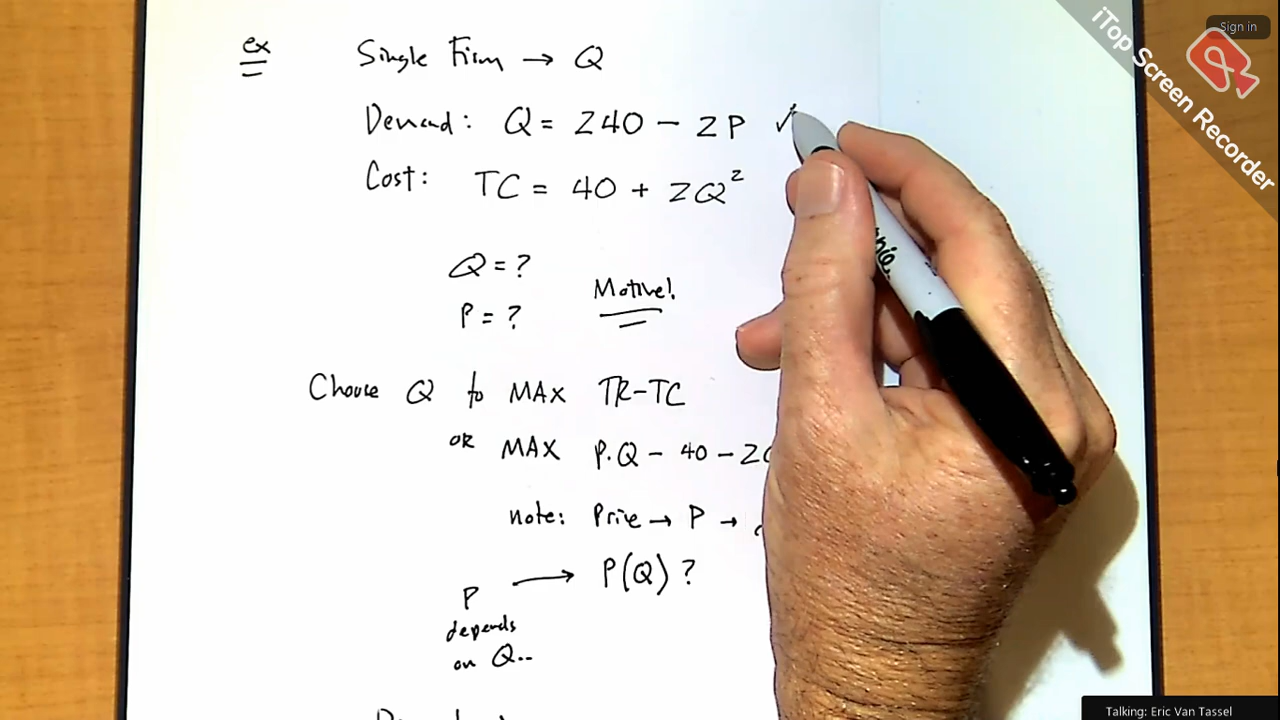 ex Single Firm → Q
Demand: Q = 240 - 2P ✓
Cost: TC = 40 + 2Q²
Q = ?
P = ?
Motive!
Choose Q to MAX TR-TC
OR MAX P.Q - 40 - 2
note: Price → P →
P → P(Q) ?
depends
on Q..
iTop Screen Recorder
Sign in
Talking: Eric Van Tassel